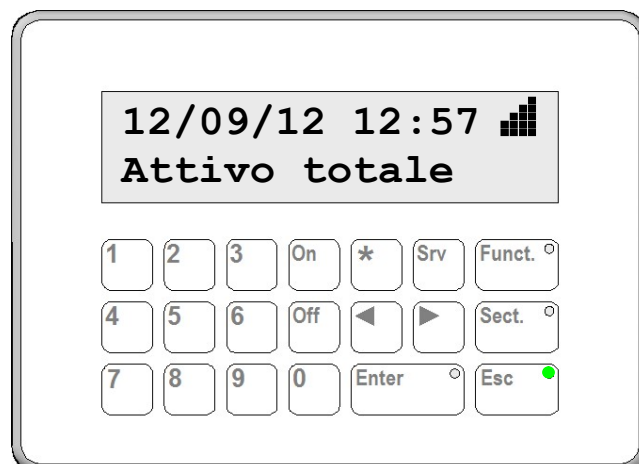 12/09/12 12:57
Attivo totale
1 2 3 On * Srv Funct.
4 5 6 Off ◀ ▶ Sect.
7 8 9 0 Enter Esc